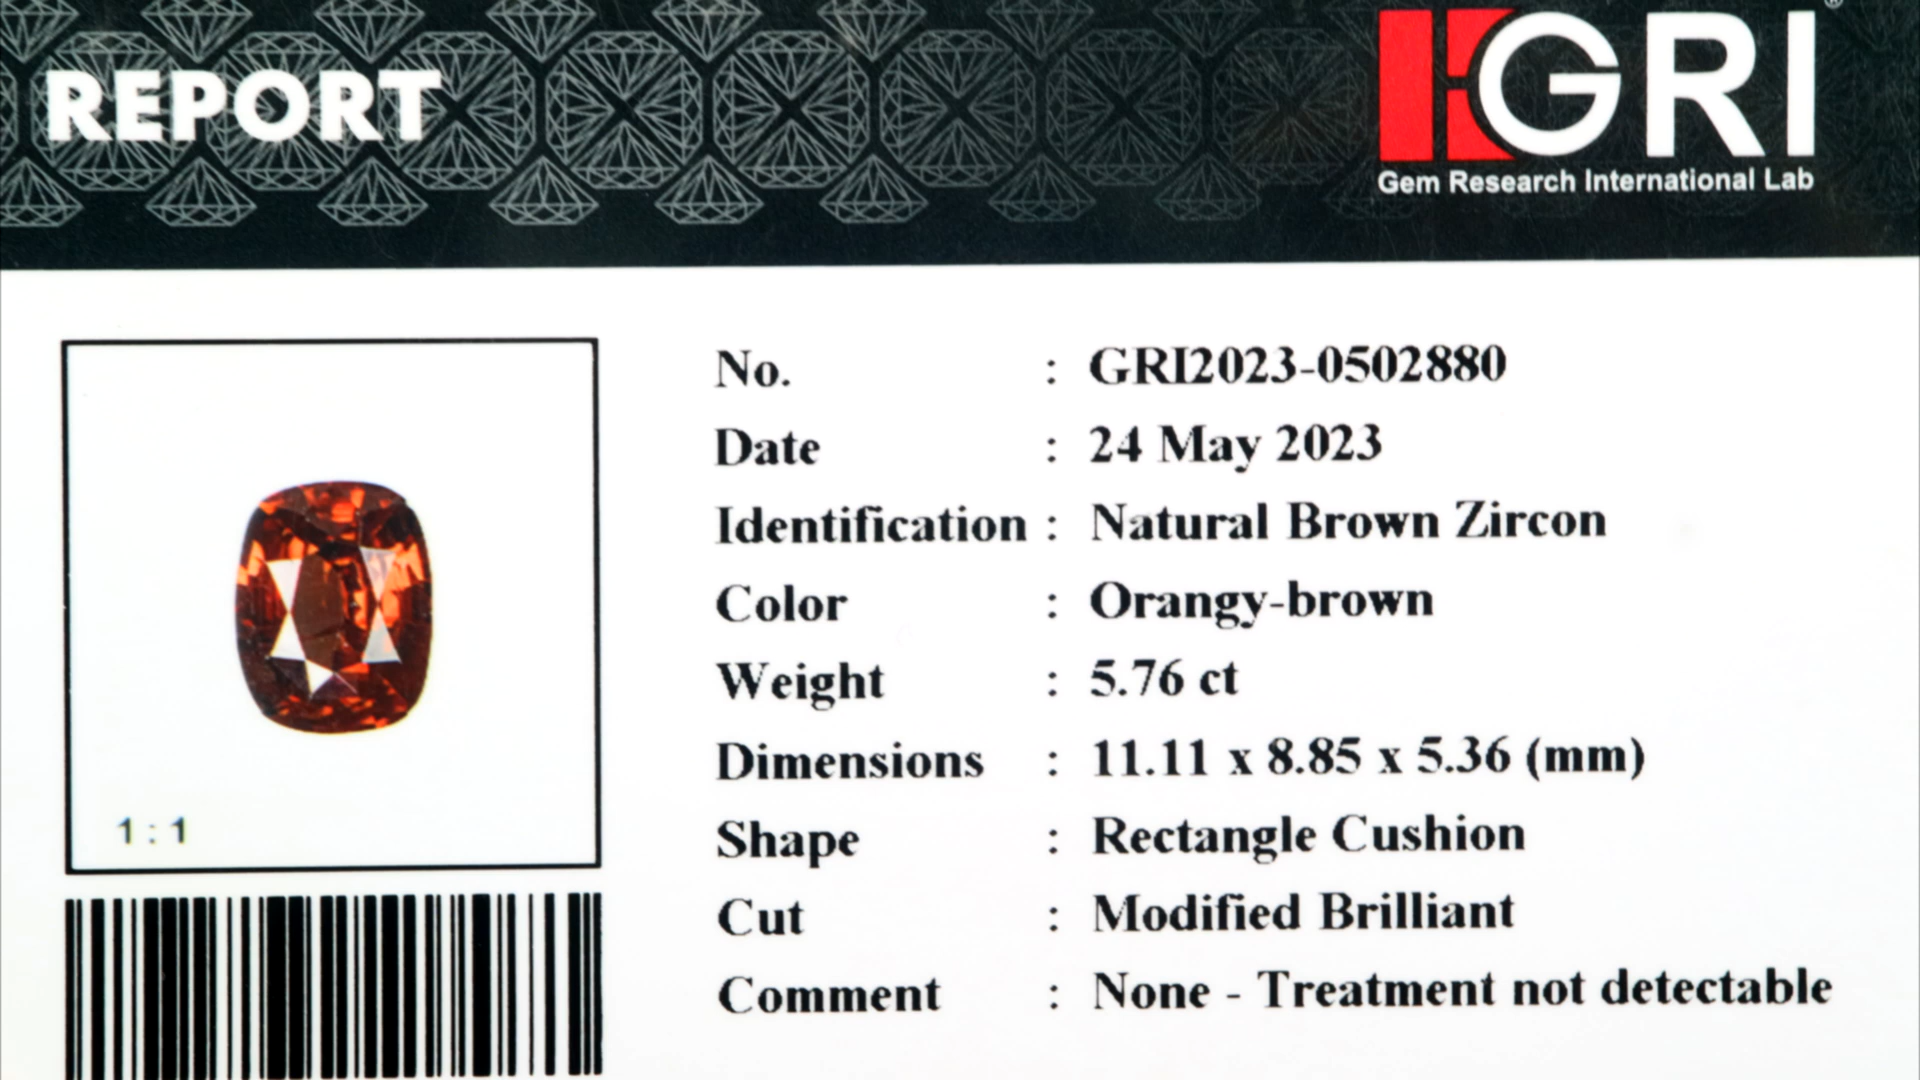 REPORT
GRI®
Gem Research International Lab
No. : GRI2023-0502880
Date : 24 May 2023
Identification : Natural Brown Zircon
Color : Orangy-brown
Weight : 5.76 ct
Dimensions : 11.11 x 8.85 x 5.36 (mm)
Shape : Rectangle Cushion
Cut : Modified Brilliant
Comment : None - Treatment not detectable
1 : 1